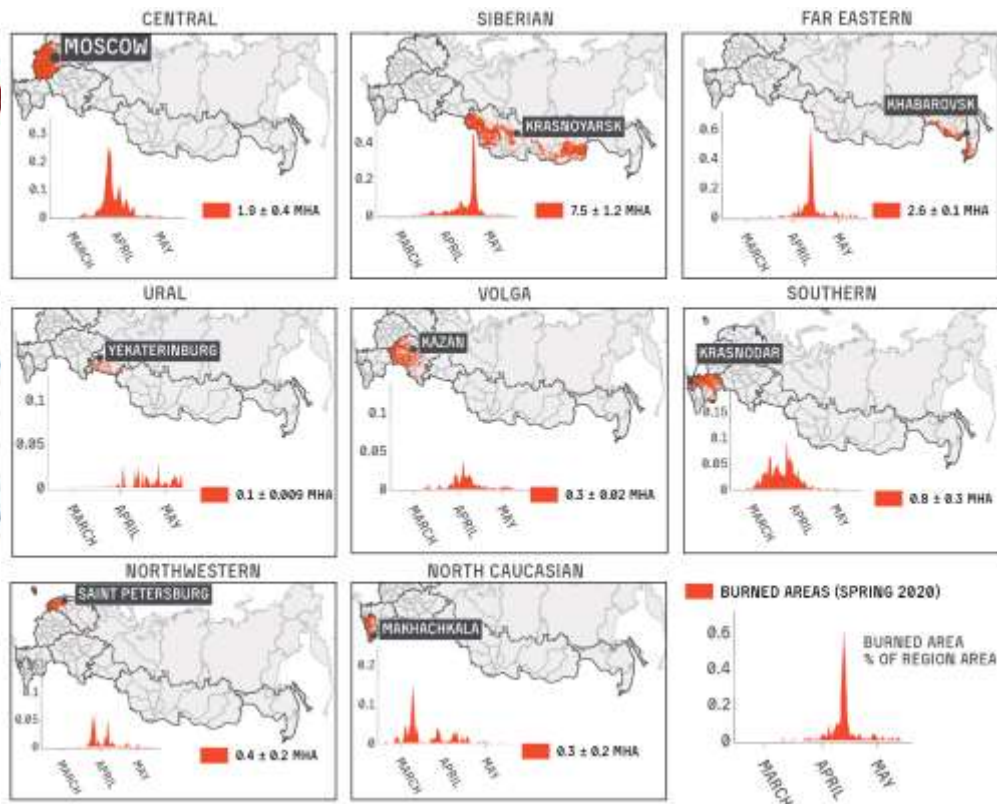 CENTRAL
MOSCOW
0.3
0.2
0.1
0
1.9 ± 0.4 MHA
MARCH
APRIL
MAY
SIBERIAN
KRASNOYARSK
0.4
0.2
0
7.5 ± 1.2 MHA
MARCH
APRIL
MAY
FAR EASTERN
KHABAROVSK
0.6
0.4
0.2
0
2.6 ± 0.1 MHA
MARCH
APRIL
MAY
URAL
YEKATERINBURG
0.1
0.05
0
0.1 ± 0.009 MHA
MARCH
APRIL
MAY
VOLGA
KAZAN
0.1
0.05
0
0.3 ± 0.02 MHA
MARCH
APRIL
MAY
SOUTHERN
KRASNODAR
0.15
0.1
0.05
0
0.8 ± 0.3 MHA
MARCH
APRIL
MAY
NORTHWESTERN
SAINT PETERSBURG
0.1
0.05
0
0.4 ± 0.2 MHA
MARCH
APRIL
MAY
NORTH CAUCASIAN
MAKHACHKALA
0.2
0.1
0
0.3 ± 0.2 MHA
MARCH
APRIL
MAY
BURNED AREAS (SPRING 2020)
BURNED AREA
% OF REGION AREA
0.6
0.4
0.2
0
MARCH
APRIL
MAY